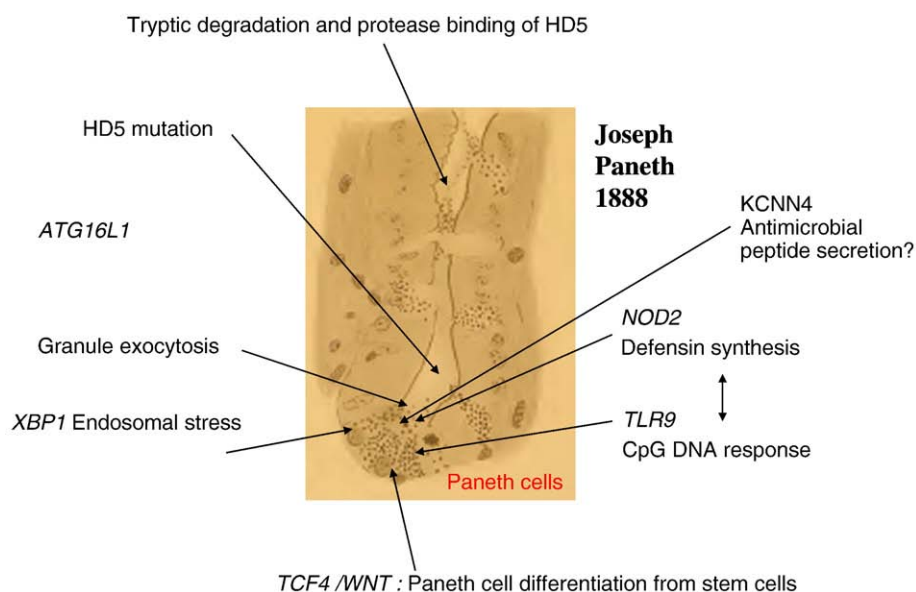 Tryptic degradation and protease binding of HD5
HD5 mutation
Joseph
Paneth
1888
ATG16L1
KCNN4
Antimicrobial
peptide secretion?
NOD2
Defensin synthesis
Granule exocytosis
XBP1 Endosomal stress
TLR9
CpG DNA response
Paneth cells
TCF4 /WNT : Paneth cell differentiation from stem cells